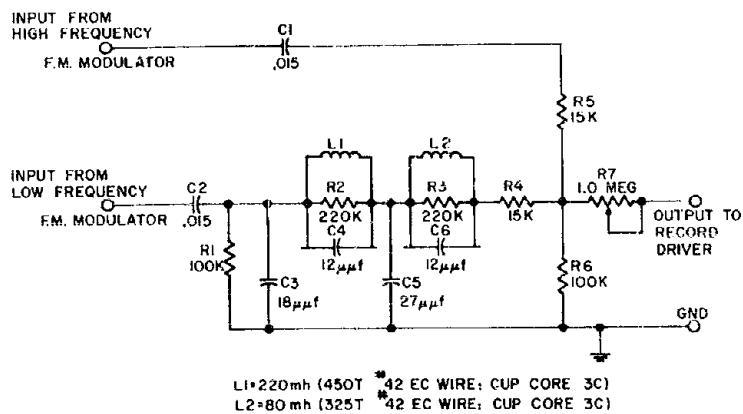 INPUT FROM
HIGH FREQUENCY
F.M. MODULATOR
C1
.015
R5
15K
L1
L2
INPUT FROM
LOW FREQUENCY
F.M. MODULATOR
C2
.015
R2
220K
C4
12μμf
R3
220K
C6
12μμf
R4
15K
R7
1.0 MEG
OUTPUT TO
RECORD
DRIVER
R1
100K
C3
18μμf
C5
27μμf
R6
100K
GND
L1=220mh (450T #42 EC WIRE; CUP CORE 3C)
L2=80mh (325T #42 EC WIRE; CUP CORE 3C)